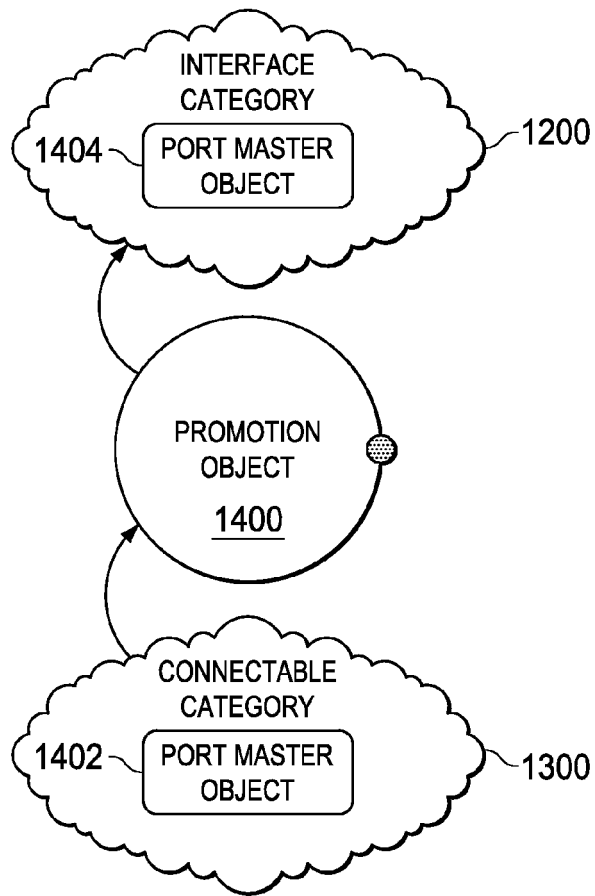 INTERFACE
CATEGORY
1404
PORT MASTER
OBJECT
1200
PROMOTION
OBJECT
1400
CONNECTABLE
CATEGORY
1402
PORT MASTER
OBJECT
1300